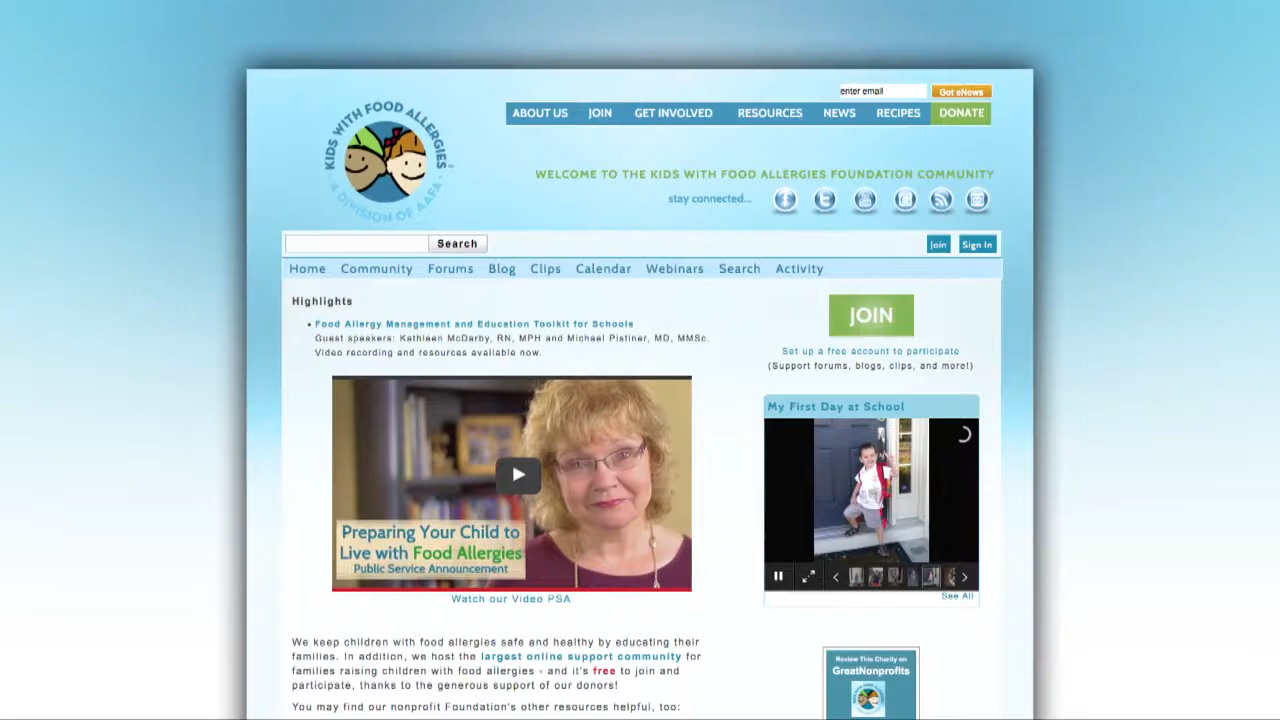 enter email
Get eNews
ABOUT US JOIN GET INVOLVED RESOURCES NEWS RECIPES DONATE
KIDS WITH FOOD ALLERGIES
A DIVISION OF AAFA
WELCOME TO THE KIDS WITH FOOD ALLERGIES FOUNDATION COMMUNITY
stay connected...
Search
Join
Sign In
Home Community Forums Blog Clips Calendar Webinars Search Activity
Highlights
• Food Allergy Management and Education Toolkit for Schools
Guest speakers: Kathleen McDarby, RN, MPH and Michael Pistiner, MD, MMSc.
Video recording and resources available now.
JOIN
Set up a free account to participate
(Support forums, blogs, clips, and more!)
My First Day at School
Preparing Your Child to
Live with Food Allergies
Public Service Announcement
See All
Watch our Video PSA
We keep children with food allergies safe and healthy by educating their
families. In addition, we host the largest online support community for
families raising children with food allergies - and it's free to join and
participate, thanks to the generous support of our donors!
You may find our nonprofit Foundation's other resources helpful, too:
Review This Charity on
GreatNonprofits